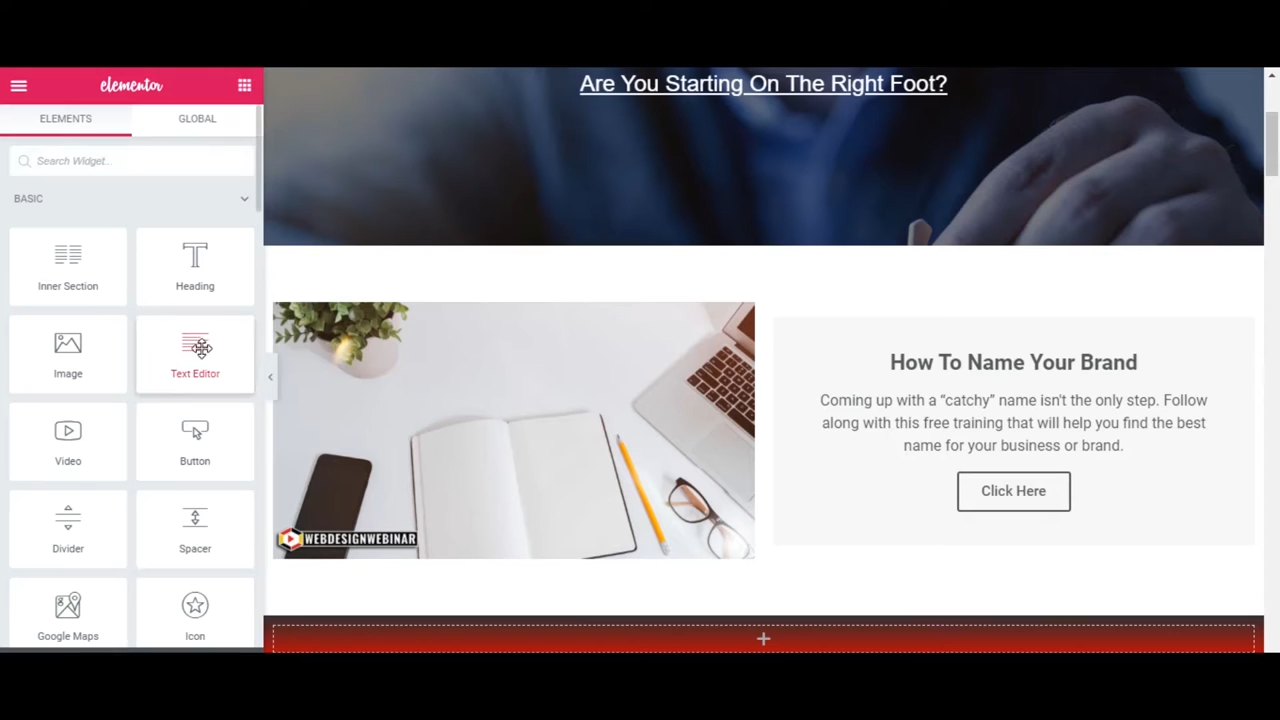 elementor
ELEMENTS
GLOBAL
Search Widget...
BASIC
Inner Section
Heading
Image
Text Editor
Video
Button
Divider
Spacer
Google Maps
Icon
Are You Starting On The Right Foot?
WEBDESIGNWEBINAR
How To Name Your Brand
Coming up with a “catchy” name isn't the only step. Follow
along with this free training that will help you find the best
name for your business or brand.
Click Here